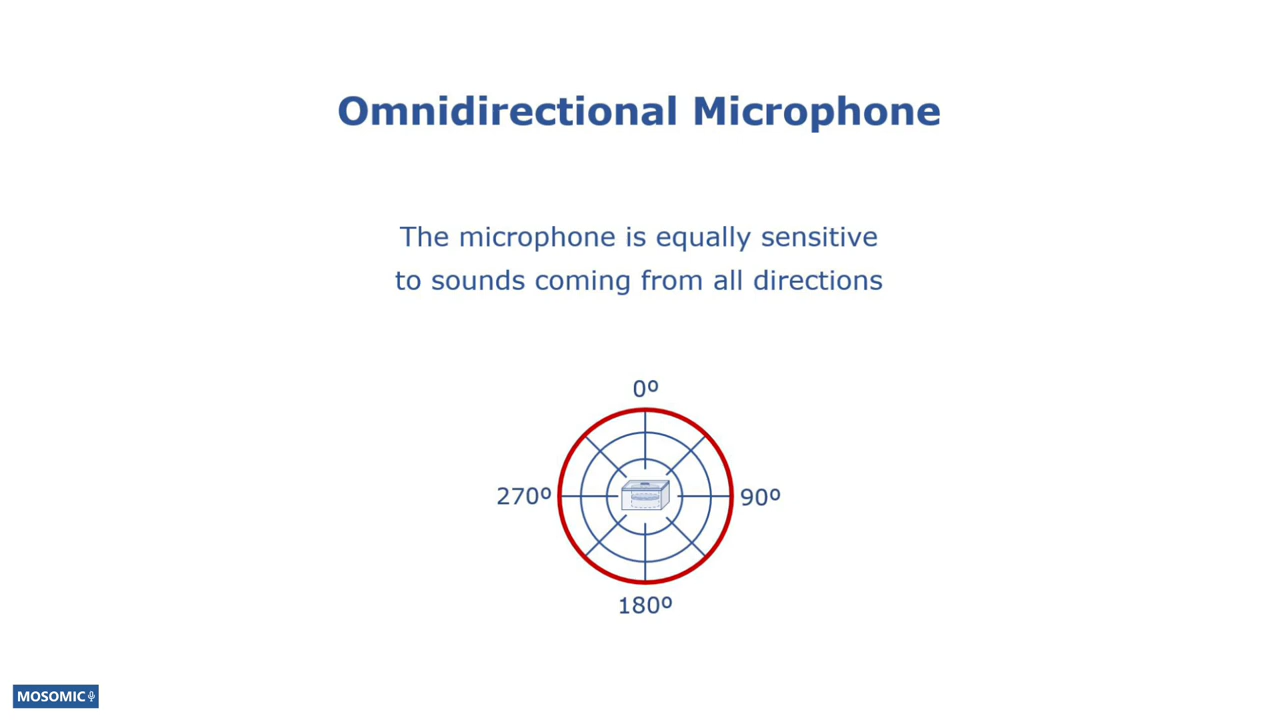 Omnidirectional Microphone
The microphone is equally sensitive
to sounds coming from all directions
0º
270º
90º
180º
MOSOMIC